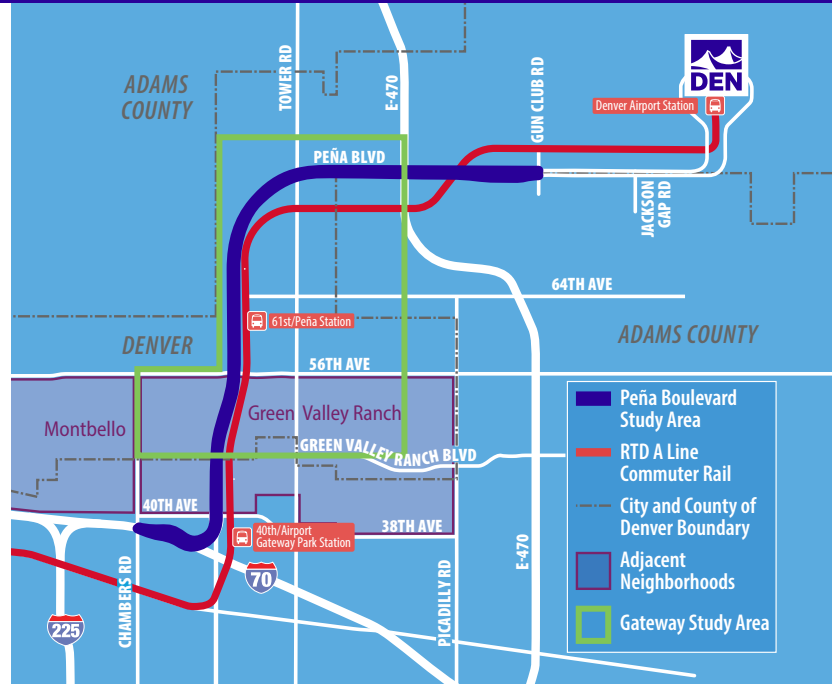 ADAMS
COUNTY
TOWER RD
E-470
GUN CLUB RD
DEN
Denver Airport Station
PEÑA BLVD
JACKSON
GAP RD
64TH AVE
61st/Peña Station
DENVER
ADAMS COUNTY
56TH AVE
Montbello
Green Valley Ranch
GREEN VALLEY RANCH BLVD
40TH AVE
38TH AVE
40th/Airport
Gateway Park Station
CHAMBERS RD
70
225
PICADILLY RD
E-470
Peña Boulevard
Study Area
RTD A Line
Commuter Rail
City and County of
Denver Boundary
Adjacent
Neighborhoods
Gateway Study Area